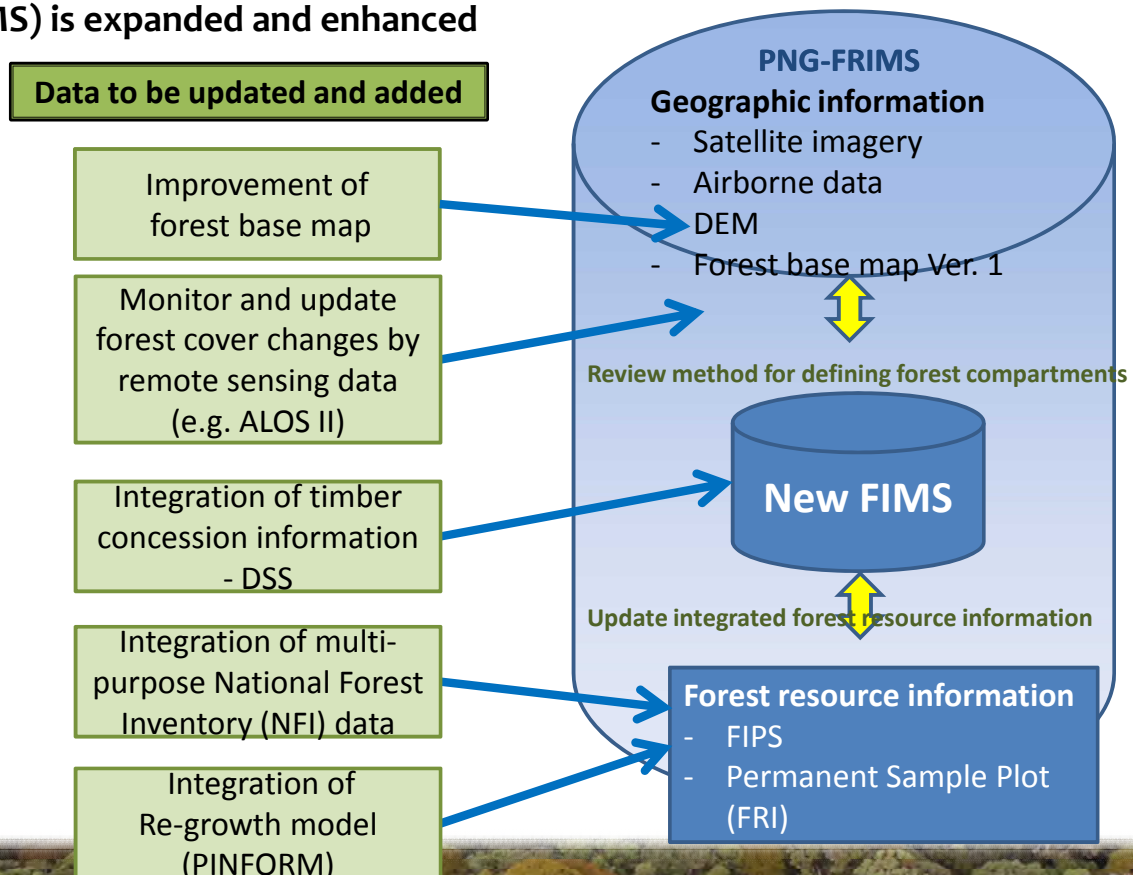 MS) is expanded and enhanced
Data to be updated and added
Improvement of
forest base map
Monitor and update
forest cover changes by
remote sensing data
(e.g. ALOS II)
Integration of timber
concession information
- DSS
Integration of multi-
purpose National Forest
Inventory (NFI) data
Integration of
Re-growth model
(PINFORM)
PNG-FRIMS
Geographic information
- Satellite imagery
- Airborne data
DEM
- Forest base map Ver. 1
Review method for defining forest compartments
New FIMS
Update integrated forest resource information
Forest resource information
- FIPS
- Permanent Sample Plot
(FRI)